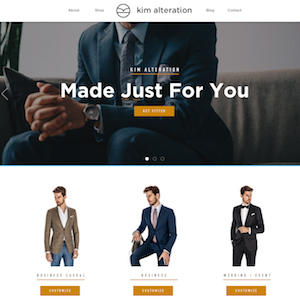 About Shop kim alteration Blog Contact
KIM ALTERATION
Made Just For You
GET FITTED
BUSINESS CASUAL BUSINESS WEDDING / EVENT
CUSTOMIZE CUSTOMIZE CUSTOMIZE